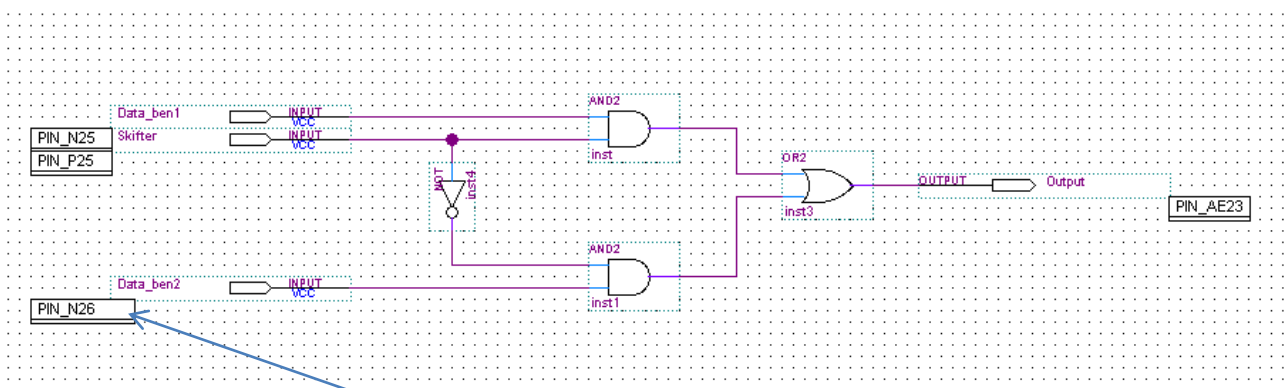 AND2
Data_ben1 INPUT
VCC
PIN_N25 Skifter INPUT
VCC
inst
PIN_P25
OR2
NOT inst4
OUTPUT Output
PIN_AE23
inst3
AND2
Data_ben2 INPUT
VCC
PIN_N26
inst1